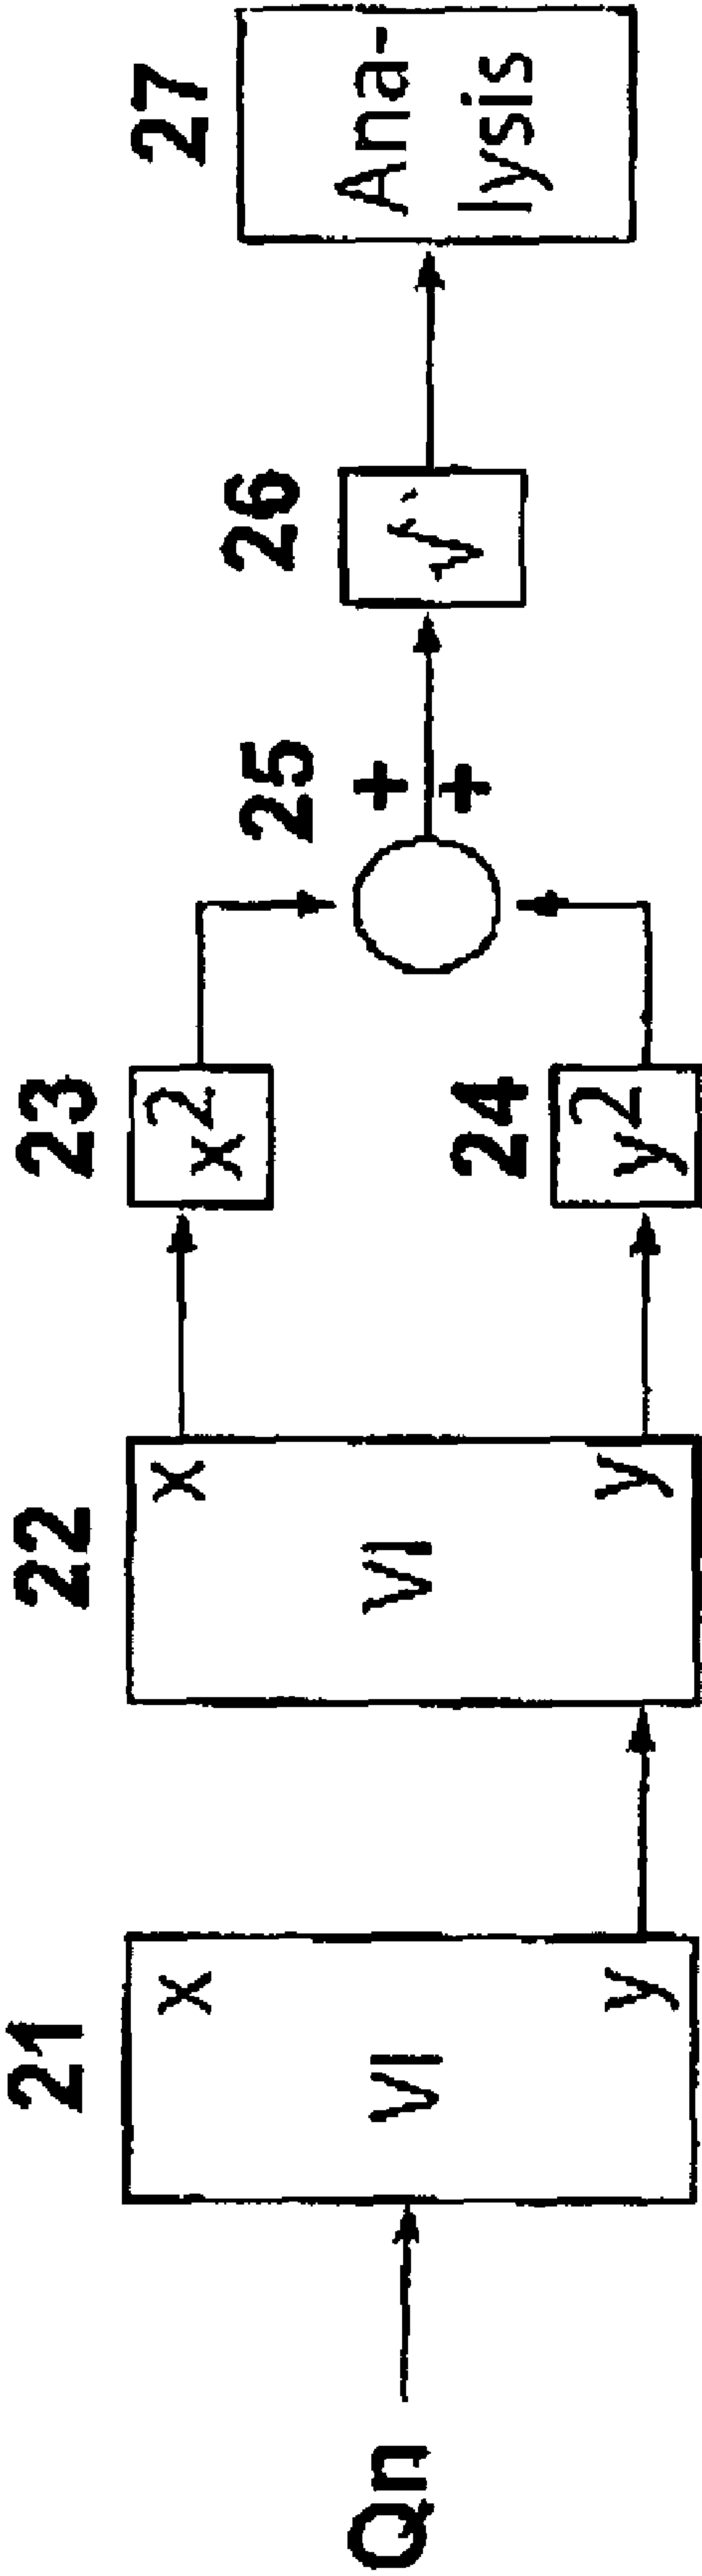 Qn
21
VI
x
y
22
VI
x
y
23
x²
24
y²
25
+
+
26
√
27
Ana-
lysis